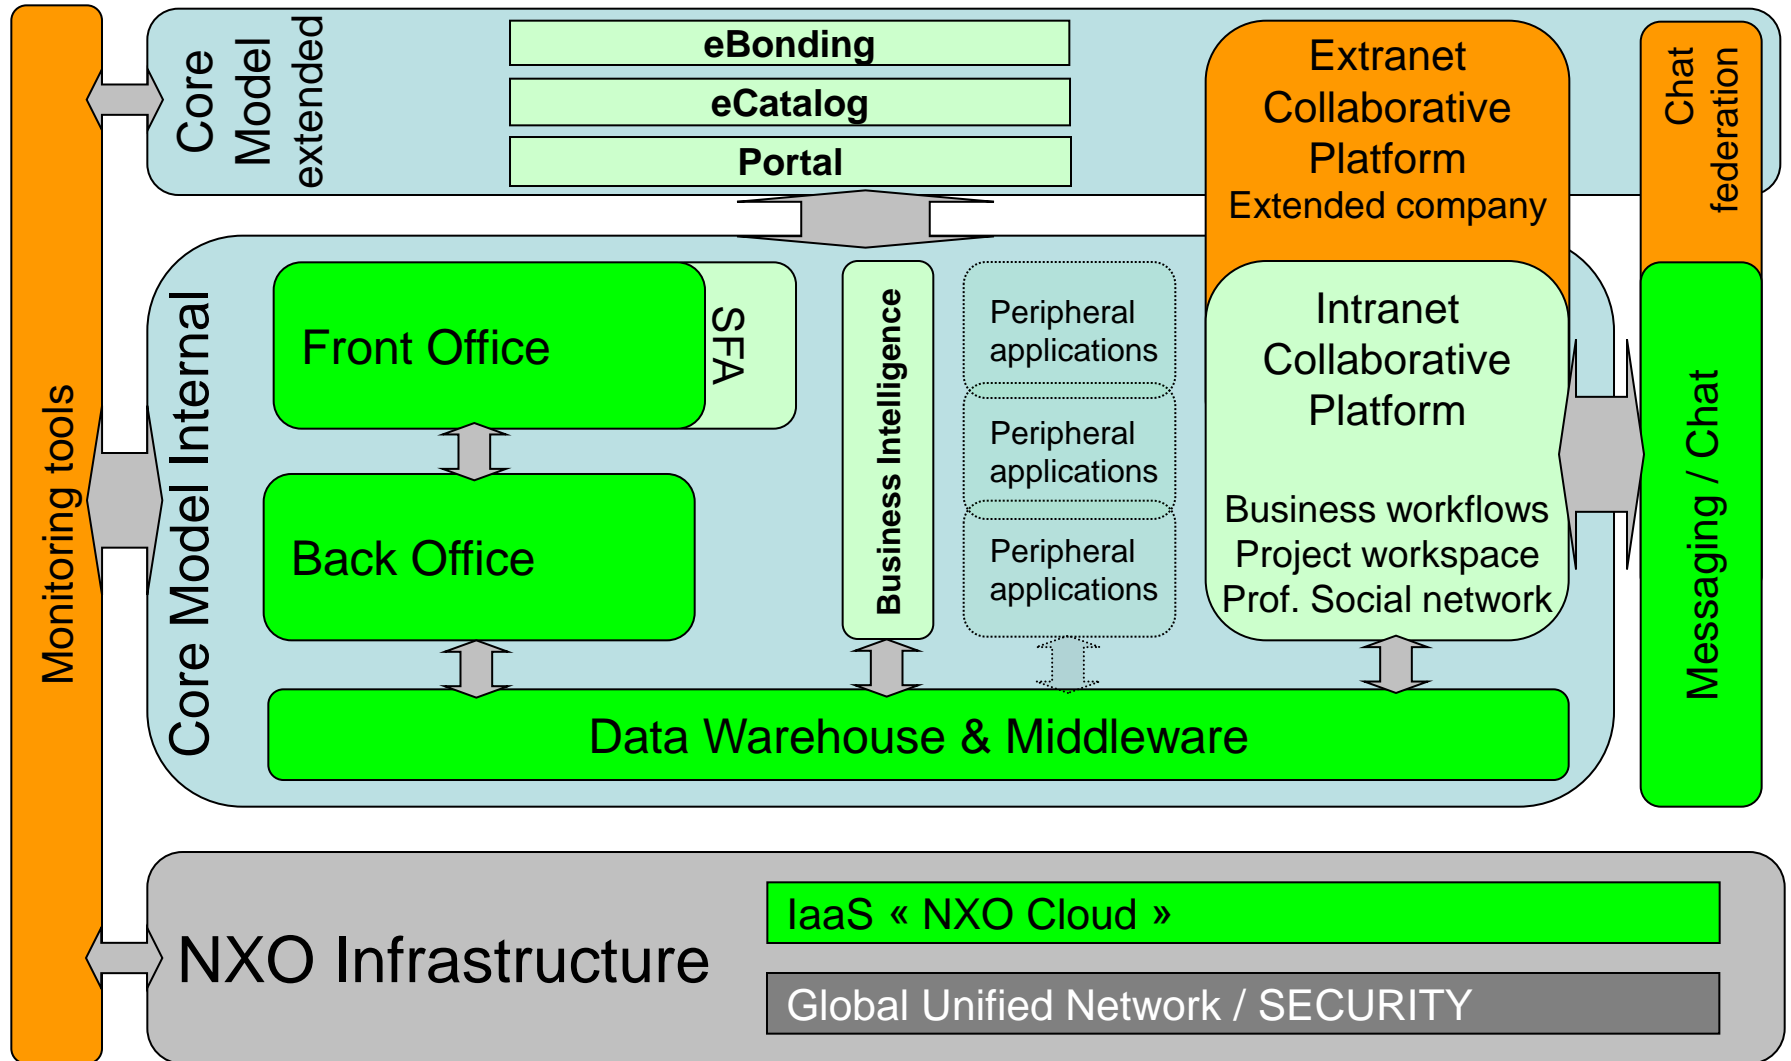 Monitoring tools
Core
Model
extended
eBonding
eCatalog
Portal
Extranet
Collaborative
Platform
Extended company
Chat
federation
Core Model Internal
Front Office
SFA
Back Office
Business Intelligence
Peripheral
applications
Peripheral
applications
Peripheral
applications
Intranet
Collaborative
Platform
Business workflows
Project workspace
Prof. Social network
Messaging / Chat
Data Warehouse & Middleware
NXO Infrastructure
IaaS « NXO Cloud »
Global Unified Network / SECURITY